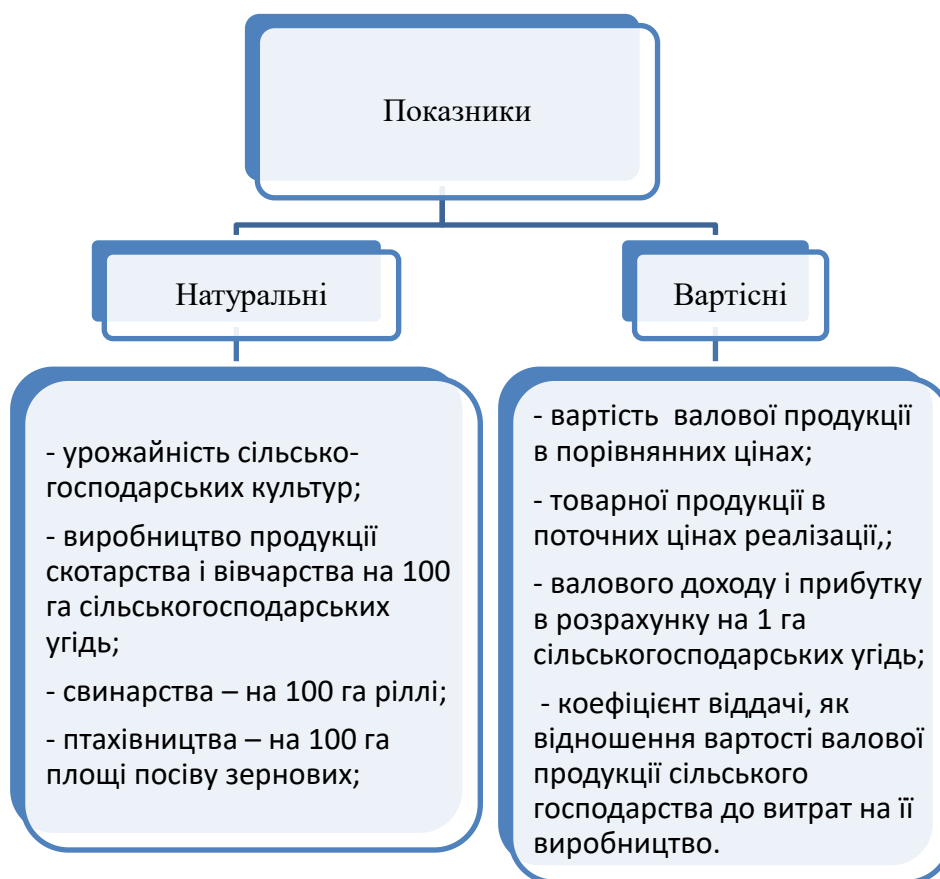 Показники
Натуральні
Вартісні
- урожайність сільсько-
господарських культур;
- виробництво продукції
скотарства і вівчарства на 100
га сільськогосподарських
угідь;
- свинарства – на 100 га ріллі;
- птахівництва – на 100 га
площі посіву зернових;
- вартість валової продукції
в порівнянних цінах;
- товарної продукції в
поточних цінах реалізації,;
- валового доходу і прибутку
в розрахунку на 1 га
сільськогосподарських угідь;
- коефіцієнт віддачі, як
відношення вартості валової
продукції сільського
господарства до витрат на її
виробництво.